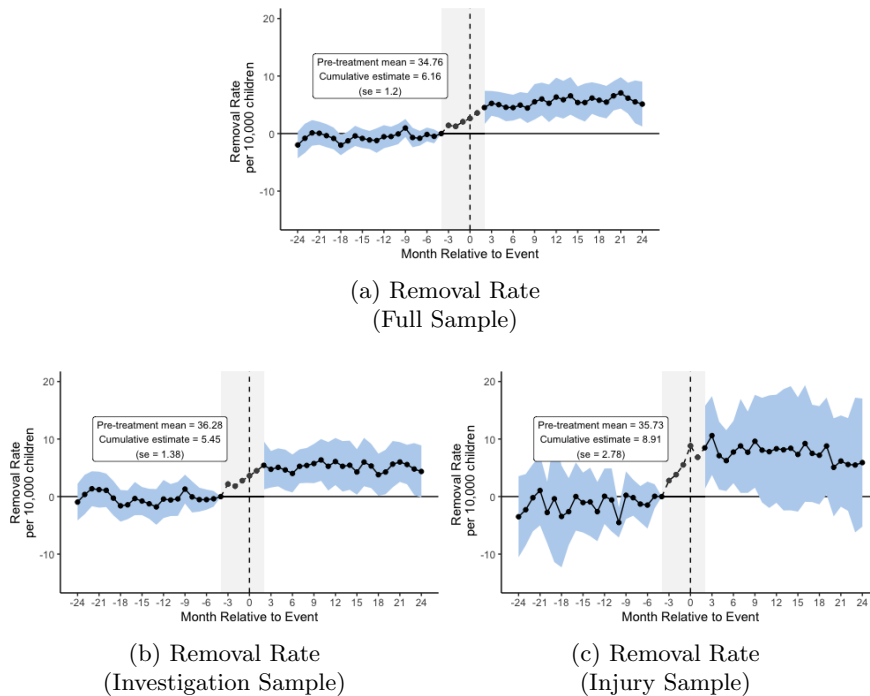 20
10
0
-10
Removal Rate
per 10,000 children
Pre-treatment mean = 34.76
Cumulative estimate = 6.16
(se = 1.2)
-24 -21 -18 -15 -12 -9 -6 -3 0 3 6 9 12 15 18 21 24
Month Relative to Event
(a) Removal Rate
(Full Sample)
20
10
0
-10
Removal Rate
per 10,000 children
Pre-treatment mean = 36.28
Cumulative estimate = 5.45
(se = 1.38)
-24 -21 -18 -15 -12 -9 -6 -3 0 3 6 9 12 15 18 21 24
Month Relative to Event
(b) Removal Rate
(Investigation Sample)
20
10
0
-10
Removal Rate
per 10,000 children
Pre-treatment mean = 35.73
Cumulative estimate = 8.91
(se = 2.78)
-24 -21 -18 -15 -12 -9 -6 -3 0 3 6 9 12 15 18 21 24
Month Relative to Event
(c) Removal Rate
(Injury Sample)